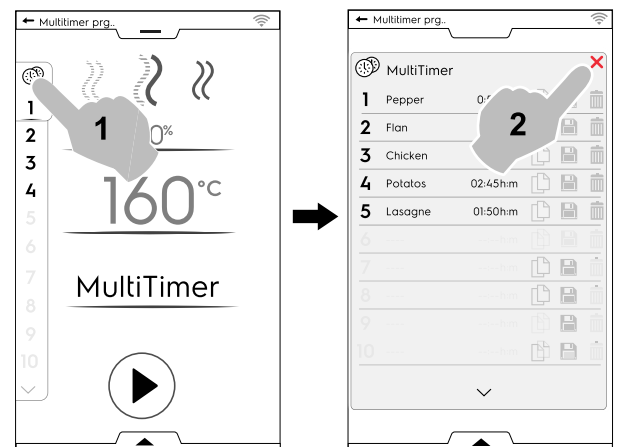 Multitimer prg..
1
2
3
4
5
6
7
8
9
10
1
0%
160°C
MultiTimer
Multitimer prg..
MultiTimer
1 Pepper
2 Flan
3 Chicken
4 Potatos 02:45h:m
5 Lasagne 01:50h:m
6
7
8
9
10
2